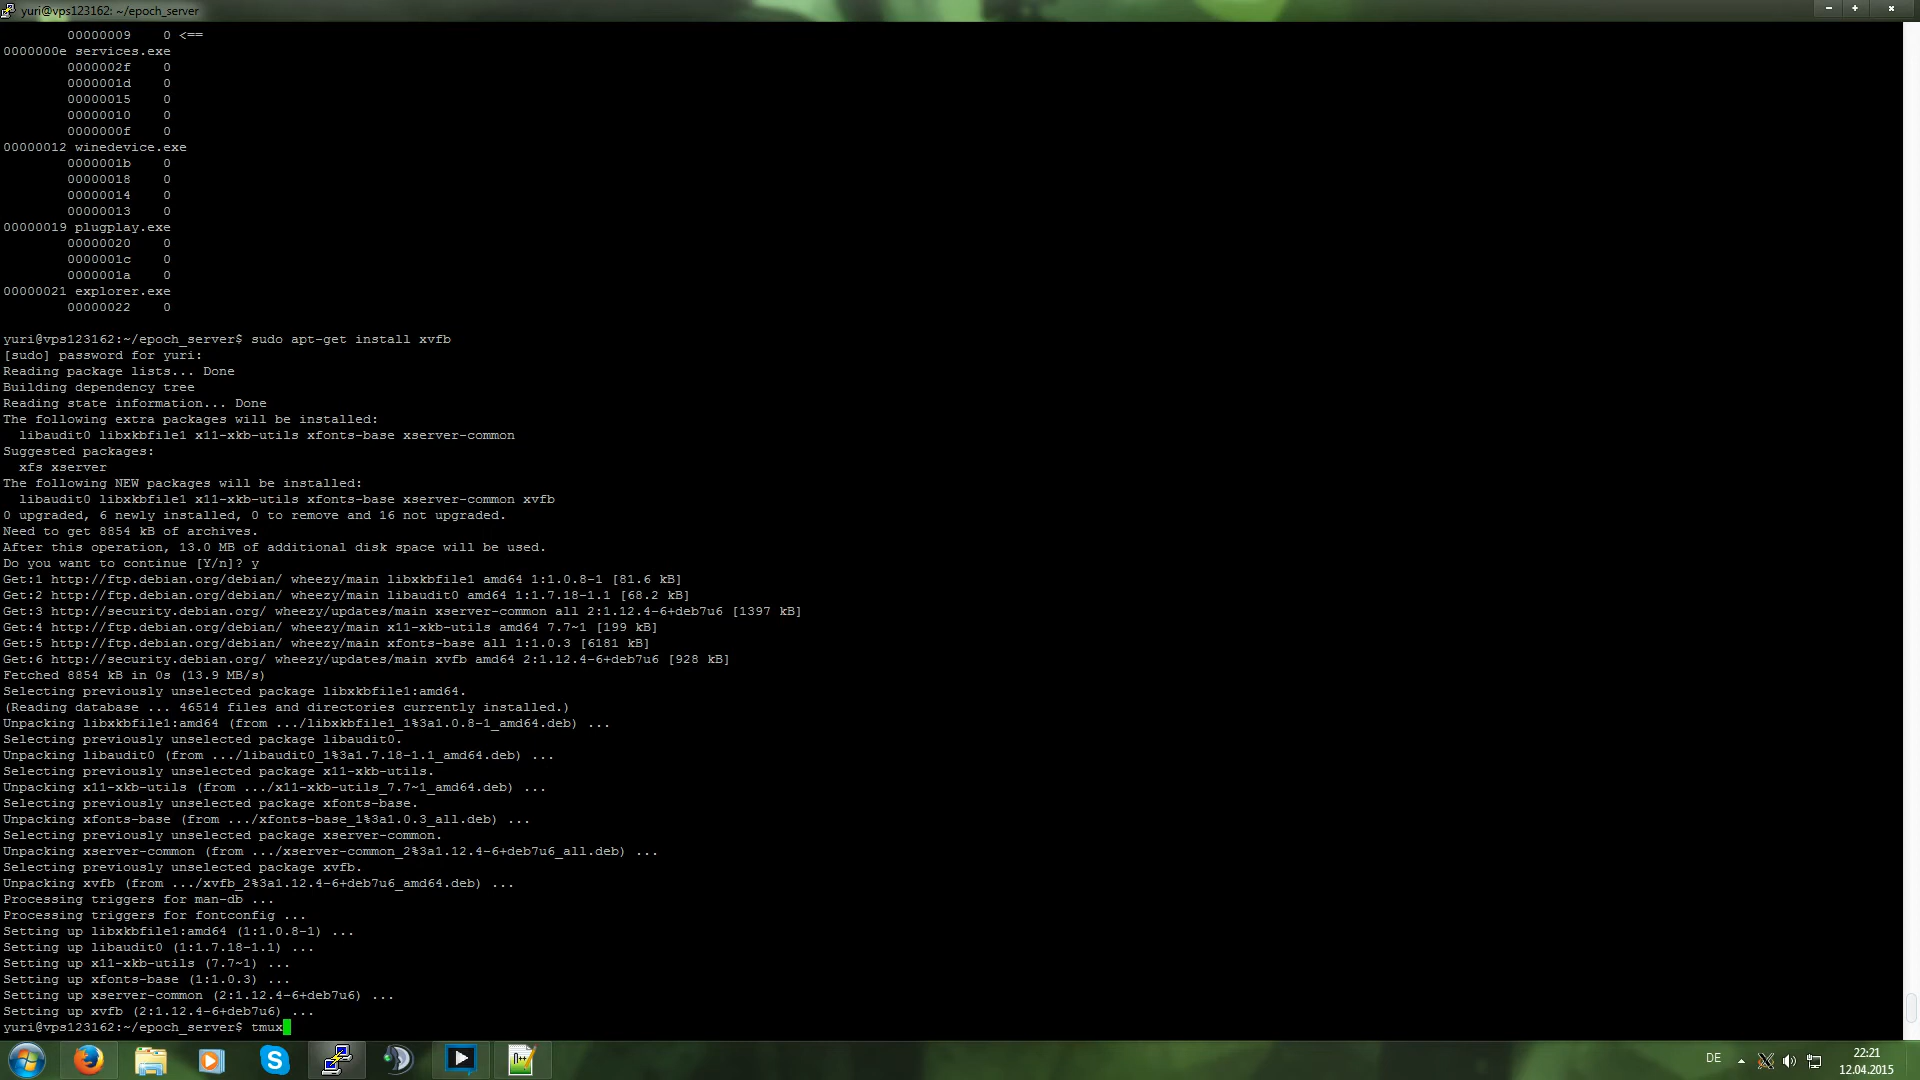 yuri@vps123162: ~/epoch_server
00000009    0 <==
0000000e services.exe
        0000002f    0
        0000001d    0
        00000015    0
        00000010    0
        0000000f    0
00000012 winedevice.exe
        0000001b    0
        00000018    0
        00000014    0
        00000013    0
00000019 plugplay.exe
        00000020    0
        0000001c    0
        0000001a    0
00000021 explorer.exe
        00000022    0
yuri@vps123162:~/epoch_server$ sudo apt-get install xvfb
[sudo] password for yuri:
Reading package lists... Done
Building dependency tree
Reading state information... Done
The following extra packages will be installed:
  libaudit0 libxkbfile1 x11-xkb-utils xfonts-base xserver-common
Suggested packages:
  xfs xserver
The following NEW packages will be installed:
  libaudit0 libxkbfile1 x11-xkb-utils xfonts-base xserver-common xvfb
0 upgraded, 6 newly installed, 0 to remove and 16 not upgraded.
Need to get 8854 kB of archives.
After this operation, 13.0 MB of additional disk space will be used.
Do you want to continue [Y/n]? y
Get:1 http://ftp.debian.org/debian/ wheezy/main libxkbfile1 amd64 1:1.0.8-1 [81.6 kB]
Get:2 http://ftp.debian.org/debian/ wheezy/main libaudit0 amd64 1:1.7.18-1.1 [68.2 kB]
Get:3 http://security.debian.org/ wheezy/updates/main xserver-common all 2:1.12.4-6+deb7u6 [1397 kB]
Get:4 http://ftp.debian.org/debian/ wheezy/main x11-xkb-utils amd64 7.7~1 [199 kB]
Get:5 http://ftp.debian.org/debian/ wheezy/main xfonts-base all 1:1.0.3 [6181 kB]
Get:6 http://security.debian.org/ wheezy/updates/main xvfb amd64 2:1.12.4-6+deb7u6 [928 kB]
Fetched 8854 kB in 0s (13.9 MB/s)
Selecting previously unselected package libxkbfile1:amd64.
(Reading database ... 46514 files and directories currently installed.)
Unpacking libxkbfile1:amd64 (from .../libxkbfile1_1%3a1.0.8-1_amd64.deb) ...
Selecting previously unselected package libaudit0.
Unpacking libaudit0 (from .../libaudit0_1%3a1.7.18-1.1_amd64.deb) ...
Selecting previously unselected package x11-xkb-utils.
Unpacking x11-xkb-utils (from .../x11-xkb-utils_7.7~1_amd64.deb) ...
Selecting previously unselected package xfonts-base.
Unpacking xfonts-base (from .../xfonts-base_1%3a1.0.3_all.deb) ...
Selecting previously unselected package xserver-common.
Unpacking xserver-common (from .../xserver-common_2%3a1.12.4-6+deb7u6_all.deb) ...
Selecting previously unselected package xvfb.
Unpacking xvfb (from .../xvfb_2%3a1.12.4-6+deb7u6_amd64.deb) ...
Processing triggers for man-db ...
Processing triggers for fontconfig ...
Setting up libxkbfile1:amd64 (1:1.0.8-1) ...
Setting up libaudit0 (1:1.7.18-1.1) ...
Setting up x11-xkb-utils (7.7~1) ...
Setting up xfonts-base (1:1.0.3) ...
Setting up xserver-common (2:1.12.4-6+deb7u6) ...
Setting up xvfb (2:1.12.4-6+deb7u6) ...
yuri@vps123162:~/epoch_server$ tmux
DE
22:21
12.04.2015